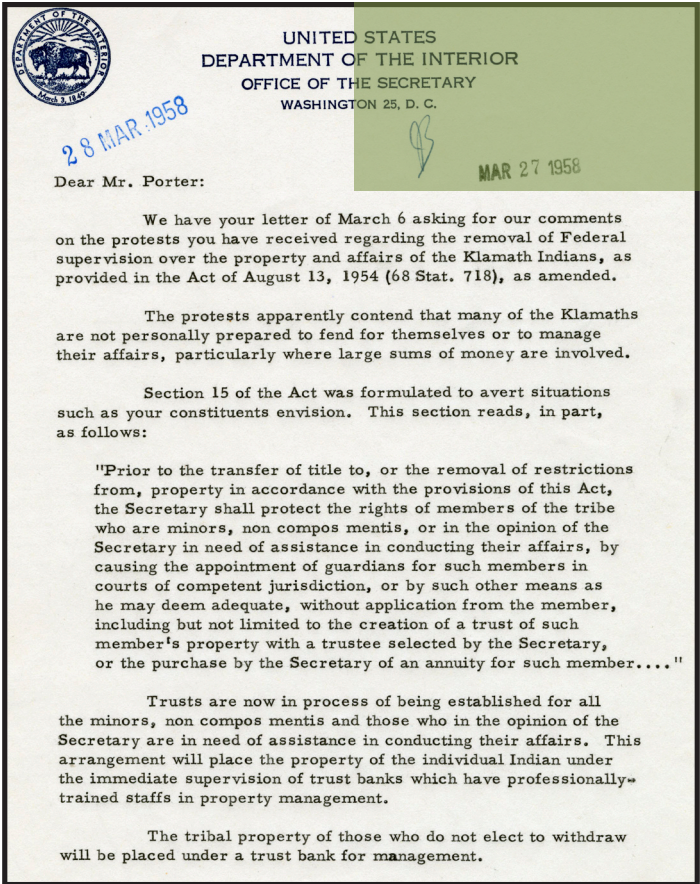 DEPARTMENT OF THE INTERIOR
March 3, 1849
UNITED STATES
DEPARTMENT OF THE INTERIOR
OFFICE OF THE SECRETARY
WASHINGTON 25, D. C.
28 MAR 1958
MAR 27 1958
Dear Mr. Porter:
We have your letter of March 6 asking for our comments
on the protests you have received regarding the removal of Federal
supervision over the property and affairs of the Klamath Indians, as
provided in the Act of August 13, 1954 (68 Stat. 718), as amended.
The protests apparently contend that many of the Klamaths
are not personally prepared to fend for themselves or to manage
their affairs, particularly where large sums of money are involved.
Section 15 of the Act was formulated to avert situations
such as your constituents envision. This section reads, in part,
as follows:
"Prior to the transfer of title to, or the removal of restrictions
from, property in accordance with the provisions of this Act,
the Secretary shall protect the rights of members of the tribe
who are minors, non compos mentis, or in the opinion of the
Secretary in need of assistance in conducting their affairs, by
causing the appointment of guardians for such members in
courts of competent jurisdiction, or by such other means as
he may deem adequate, without application from the member,
including but not limited to the creation of a trust of such
member's property with a trustee selected by the Secretary,
or the purchase by the Secretary of an annuity for such member...."
Trusts are now in process of being established for all
the minors, non compos mentis and those who in the opinion of the
Secretary are in need of assistance in conducting their affairs. This
arrangement will place the property of the individual Indian under
the immediate supervision of trust banks which have professionally-
trained staffs in property management.
The tribal property of those who do not elect to withdraw
will be placed under a trust bank for management.